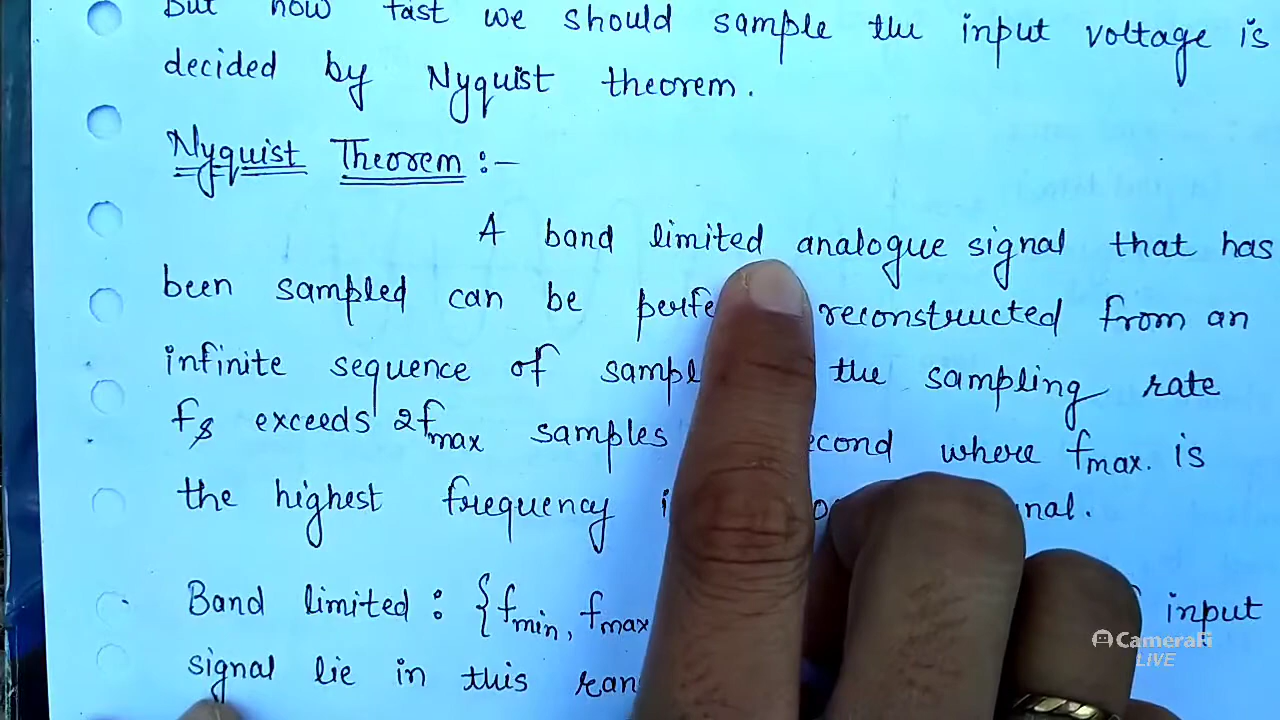 But how fast we should sample the input voltage is
decided by Nyquist theorem.
Nyquist Theorem :-
A band limited analogue signal that has
been sampled can be reconstructed from an
infinite sequence of the sampling rate
fs exceeds 2fmax samples where fmax. is
the highest frequency
Band limited : {fmin, fmax input
signal lie in this
CameraFi
LIVE